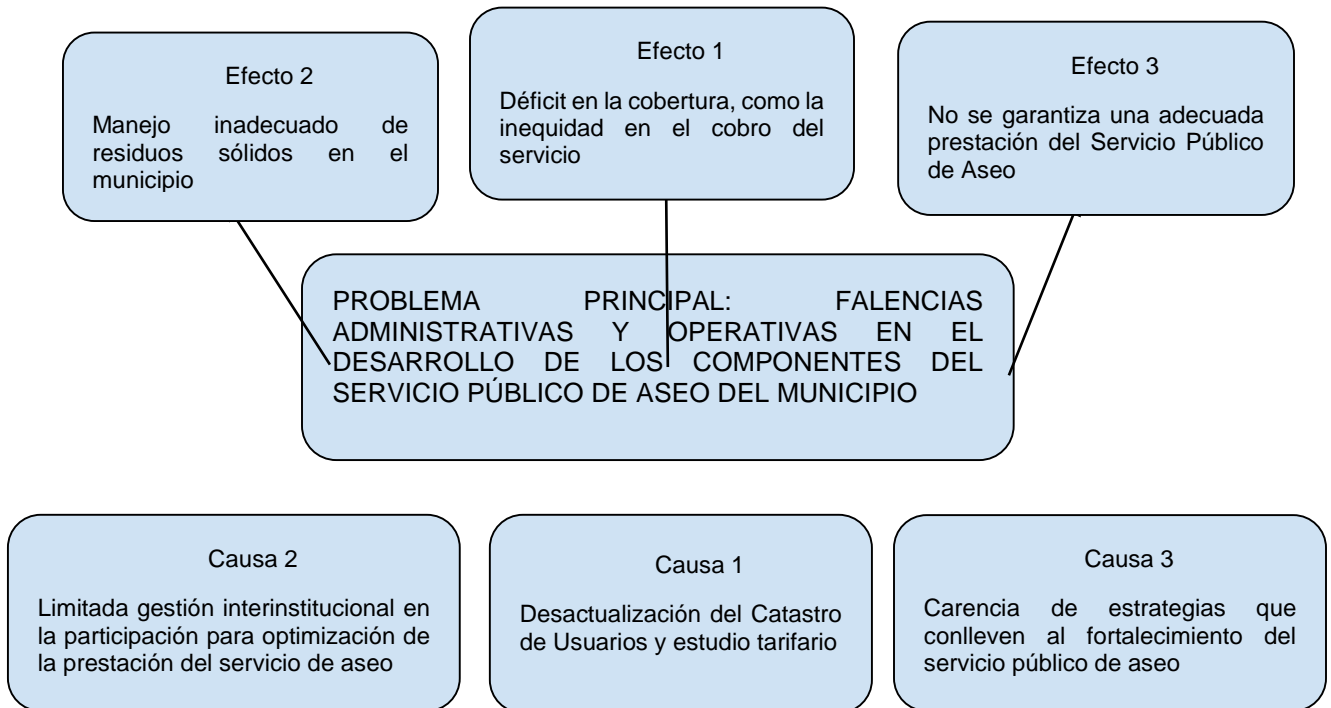 Efecto 2
Manejo inadecuado de
residuos sólidos en el
municipio
Efecto 1
Déficit en la cobertura, como la
inequidad en el cobro del
servicio
Efecto 3
No se garantiza una adecuada
prestación del Servicio Público
de Aseo
PROBLEMA PRINCIPAL: FALENCIAS
ADMINISTRATIVAS Y OPERATIVAS EN EL
DESARROLLO DE LOS COMPONENTES DEL
SERVICIO PÚBLICO DE ASEO DEL MUNICIPIO
Causa 2
Limitada gestión interinstitucional en
la participación para optimización de
la prestación del servicio de aseo
Causa 1
Desactualización del Catastro
de Usuarios y estudio tarifario
Causa 3
Carencia de estrategias que
conlleven al fortalecimiento del
servicio público de aseo